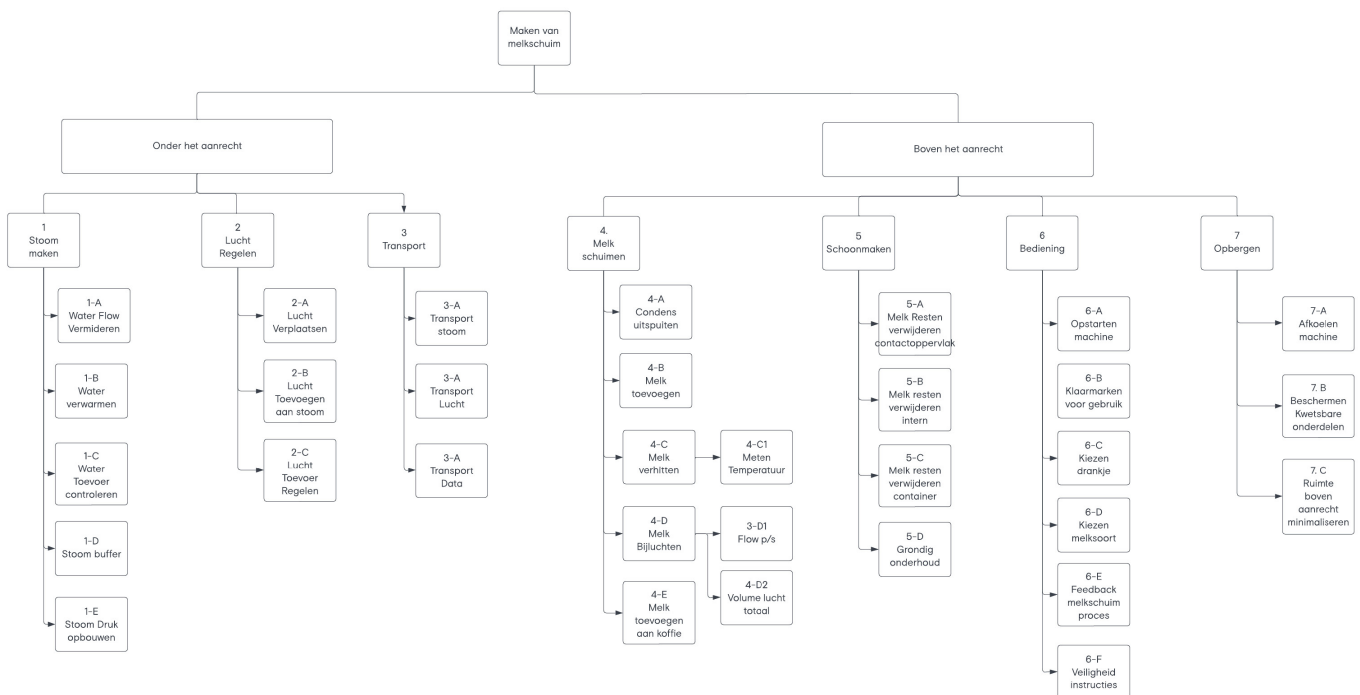 Maken van
melkschuim
Onder het aanrecht
Boven het aanrecht
1
Stoom
maken
2
Lucht
Regelen
3
Transport
4.
Melk
schuimen
5
Schoonmaken
6
Bediening
7
Opbergen
1-A
Water Flow
Vermideren
1-B
Water
verwarmen
1-C
Water
Toevoer
controleren
1-D
Stoom buffer
1-E
Stoom Druk
opbouwen
2-A
Lucht
Verplaatsen
2-B
Lucht
Toevoegen
aan stoom
2-C
Lucht
Toevoer
Regelen
3-A
Transport
stoom
3-A
Transport
Lucht
3-A
Transport
Data
4-A
Condens
uitspuiten
4-B
Melk
toevoegen
4-C
Melk
verhitten
4-C1
Meten
Temperatuur
4-D
Melk
Bijluchten
3-D1
Flow p/s
4-D2
Volume lucht
totaal
4-E
Melk
toevoegen
aan koffie
5-A
Melk Resten
verwijderen
contactoppervlak
5-B
Melk resten
verwijderen
intern
5-C
Melk resten
verwijderen
container
5-D
Grondig
onderhoud
6-A
Opstarten
machine
6-B
Klaarmarken
voor gebruik
6-C
Kiezen
drankje
6-D
Kiezen
melksoort
6-E
Feedback
melkschuim
proces
6-F
Veiligheid
instructies
7-A
Afkoeien
machine
7. B
Beschermen
Kwetsbare
onderdelen
7. C
Ruimte
boven
aanrecht
minimaliseren